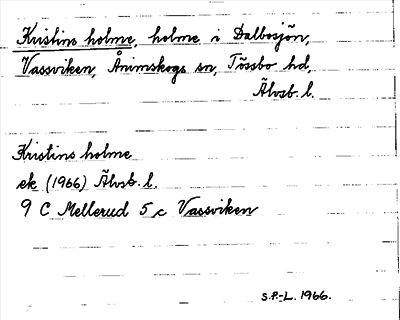 Kristins holme, holme i Dalbosjön,
Vassviken, Ånimskogs sn, Tössbo hd,
Älvsb. l.
Kristins holme
ek (1966) Älvsb. l.
9 C Mellerud 5 c Vassviken
S.P.-L. 1966.